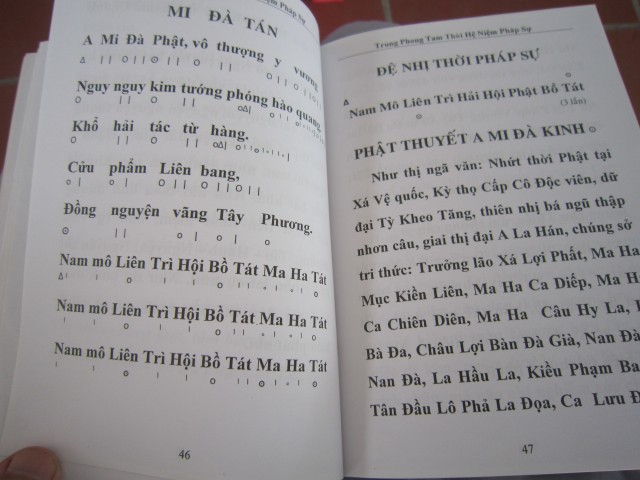 Niệm Pháp Sự
MI ĐÀ TÁN
A Mi Đà Phật, vô thượng y vương
Nguy nguy kim tướng phóng hảo quang,
Khổ hải tác từ hàng.
Cửu phẩm Liên bang,
Đồng nguyện vãng Tây Phương.
Nam mô Liên Trì Hội Bồ Tát Ma Ha Tát
Nam mô Liên Trì Hội Bồ Tát Ma Ha Tát
Nam mô Liên Trì Hội Bồ Tát Ma Ha Tát
46
Trung Phong Tam Thời Hệ Niệm Pháp Sự
ĐỆ NHỊ THỜI PHÁP SỰ
Nam Mô Liên Trì Hải Hội Phật Bồ Tát
(3 lần)
PHẬT THUYẾT A MI ĐÀ KINH
Như thị ngã văn: Nhứt thời Phật tại
Xá Vệ quốc, Kỳ thọ Cấp Cô Độc viên, dữ
đại Tỳ Kheo Tăng, thiên nhị bá ngũ thập
nhơn câu, giai thị đại A La Hán, chúng sở
tri thức: Trưởng lão Xá Lợi Phất, Ma Ha
Mục Kiền Liên, Ma Ha Ca Diếp, Ma Ha
Ca Chiên Diên, Ma Ha Câu Hy La,
Bà Đa, Châu Lợi Bàn Đà Già, Nan Đà
Nan Đà, La Hầu La, Kiều Phạm Ba
Tân Đầu Lô Phả La Đọa, Ca Lưu Đ
47